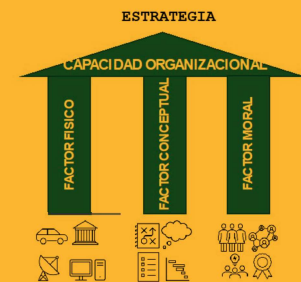 ESTRATEGIA
CAPACIDAD ORGANIZACIONAL
FACTOR FISICO
FACTOR CONCEPTUAL
FACTOR MORAL